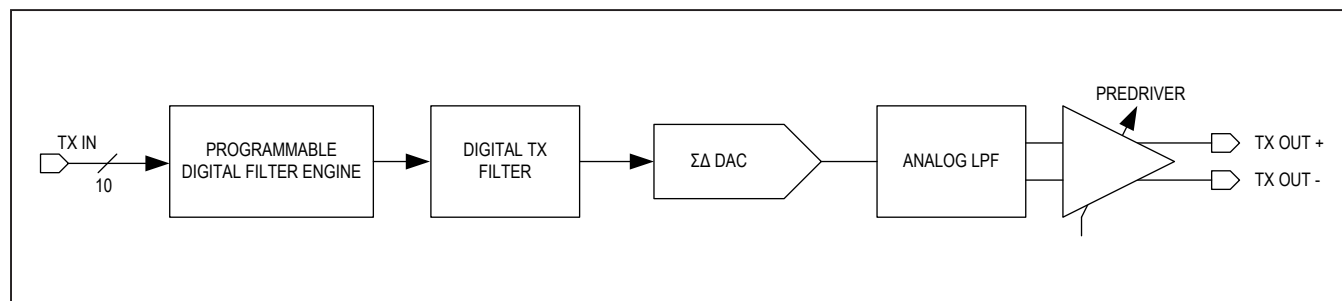 PREDRIVER
TX IN
10
PROGRAMMABLE
DIGITAL FILTER ENGINE
DIGITAL TX
FILTER
ΣΔ DAC
ANALOG LPF
TX OUT +
TX OUT -